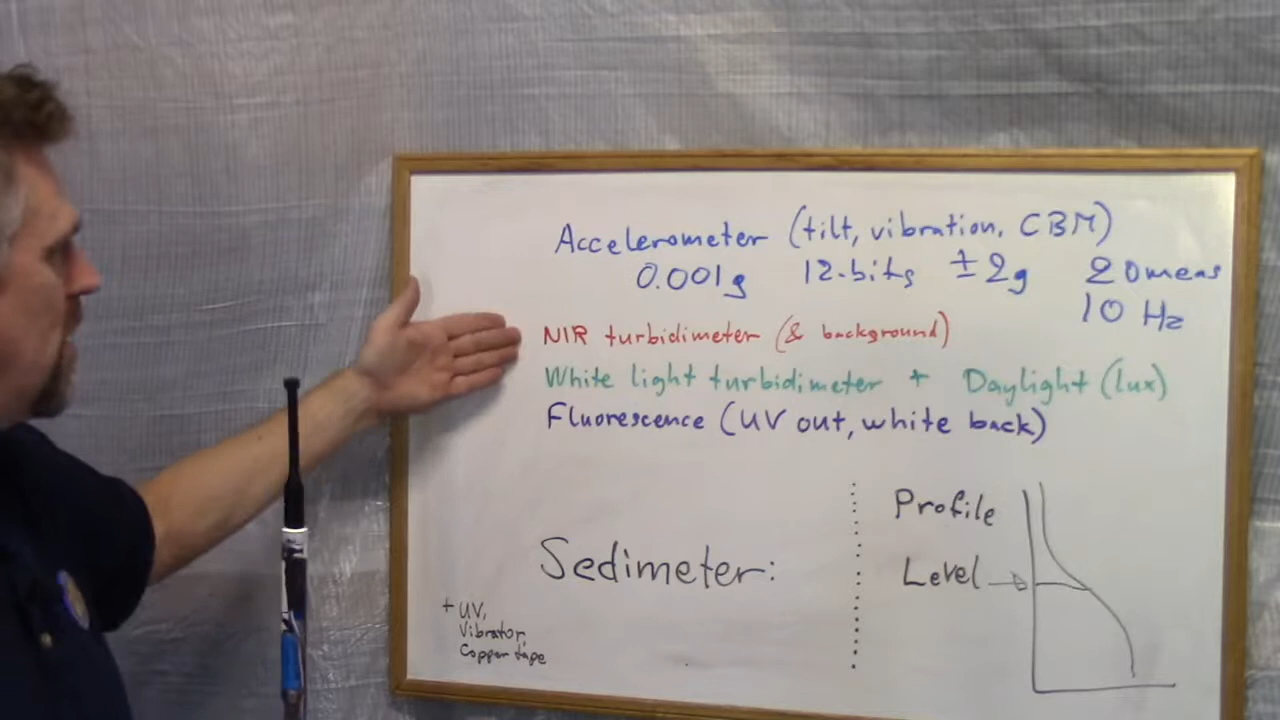 Accelerometer (tilt, vibration, CBM)
0.001g 12-bits ±2g 20 meas
10 Hz
NIR turbidimeter (& background)
White light turbidimeter + Daylight (lux)
Fluorescence (UV out, white back)
Profile
Level
Sedimeter:
+ UV,
Vibrator,
Copper tape